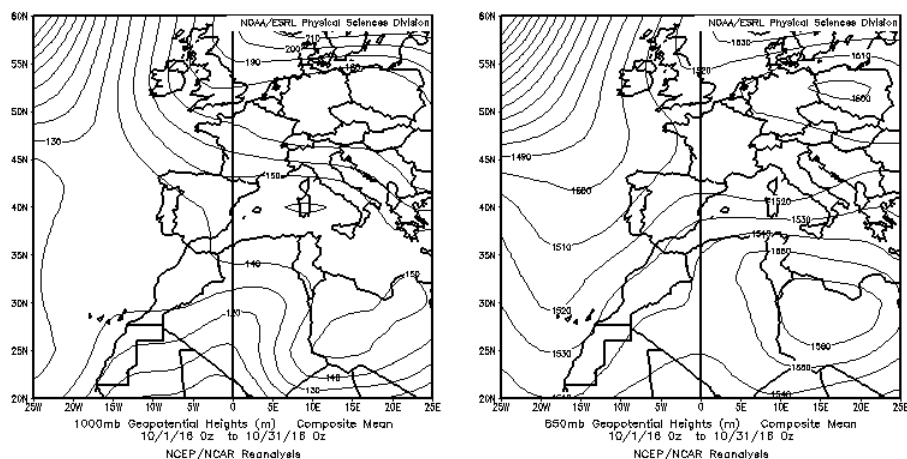 NOAA/ESRL Physical Sciences Division
60N
55N
50N
45N
40N
35N
30N
25N
20N
210
200
190
180
130
150
140
150
120
140
130
25W 20W 15W 10W 5W 0 5E 10E 15E 20E 25E
1000mb Geopotential Heights (m) Composite Mean
10/1/16 0z to 10/31/16 0z
NCEP/NCAR Reanalysis
NOAA/ESRL Physical Sciences Division
60N
55N
50N
45N
40N
35N
30N
25N
20N
1630
1610
1520
1500
1490
1500
1520
1530
1540
1510
1520
1530
1560
1540
25W 20W 15W 10W 5W 0 5E 10E 15E 20E 25E
850mb Geopotential Heights (m) Composite Mean
10/1/16 0z to 10/31/16 0z
NCEP/NCAR Reanalysis